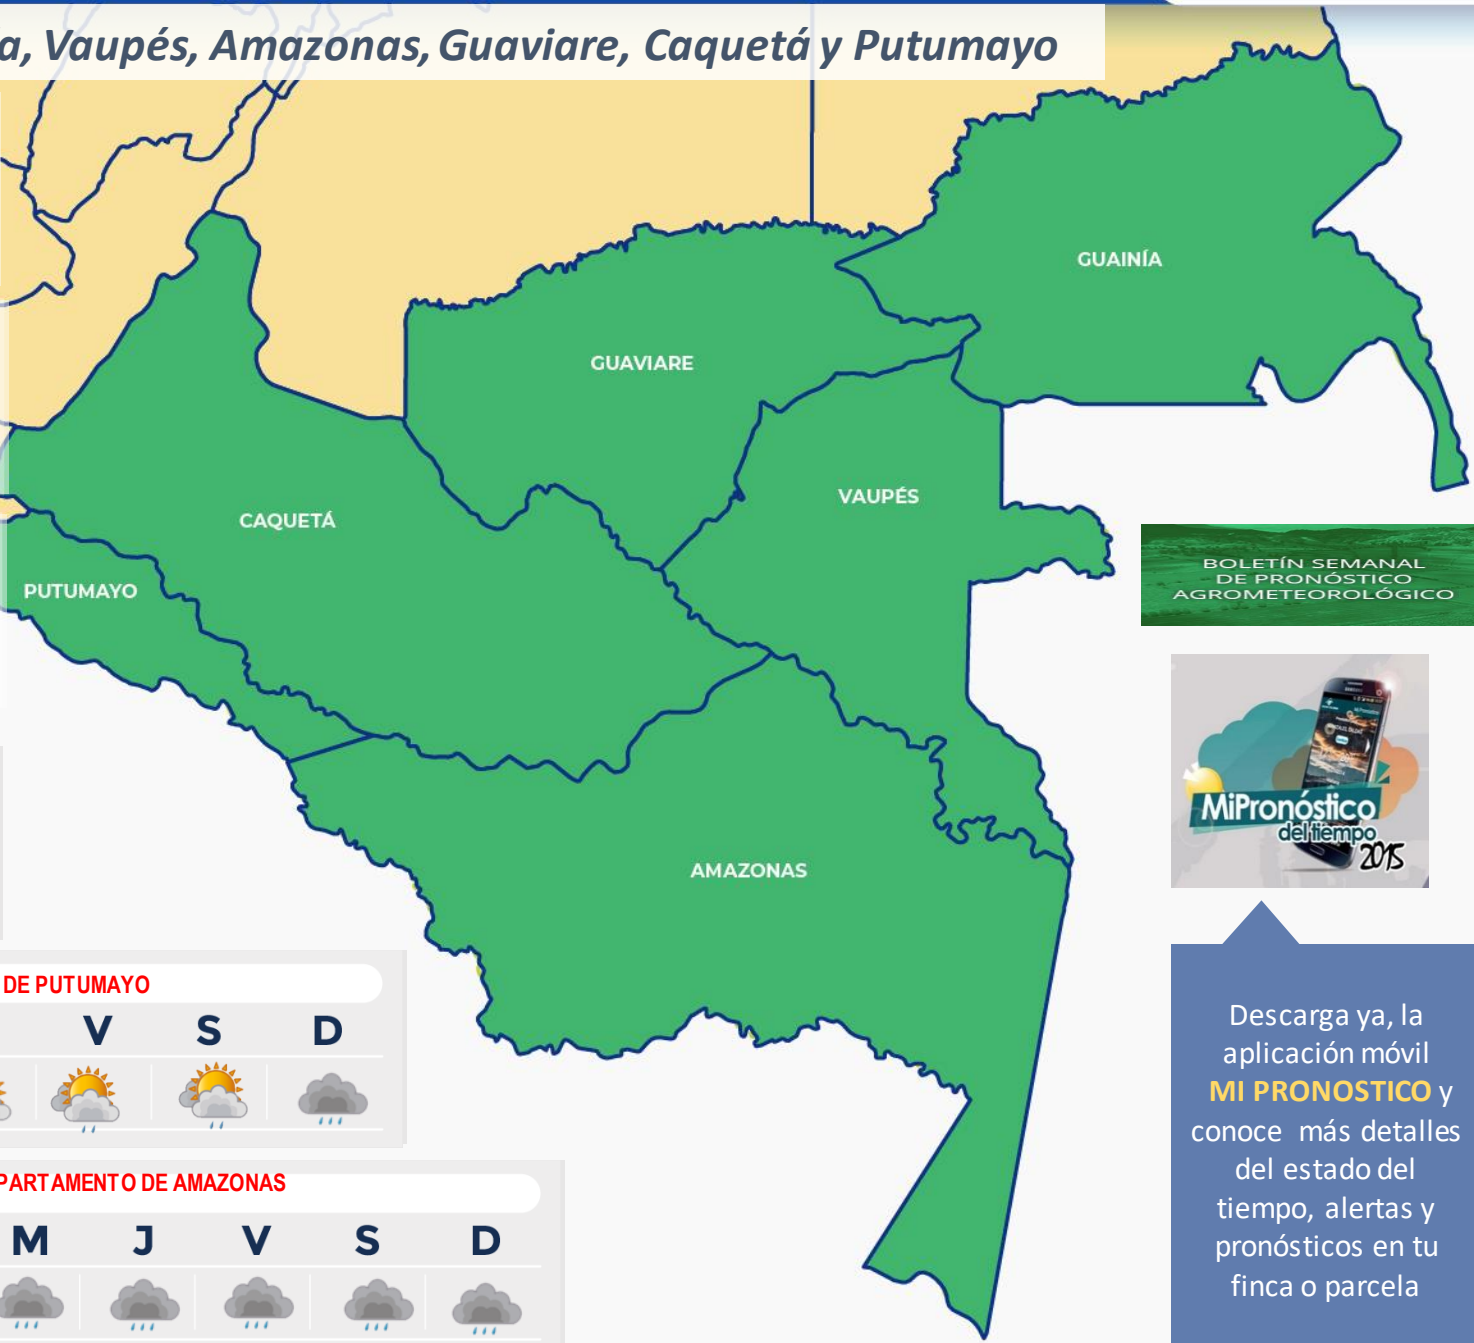 a, Vaupés, Amazonas, Guaviare, Caquetá y Putumayo
GUAINÍA
GUAVIARE
VAUPÉS
CAQUETÁ
PUTUMAYO
AMAZONAS
BOLETÍN SEMANAL
DE PRONÓSTICO
AGROMETEOROLÓGICO
MiPronóstico
del tiempo
2015
DE PUTUMAYO
V S D
PARTAMENTO DE AMAZONAS
M J V S D
Descarga ya, la
aplicación móvil
MI PRONOSTICO y
conoce más detalles
del estado del
tiempo, alertas y
pronósticos en tu
finca o parcela